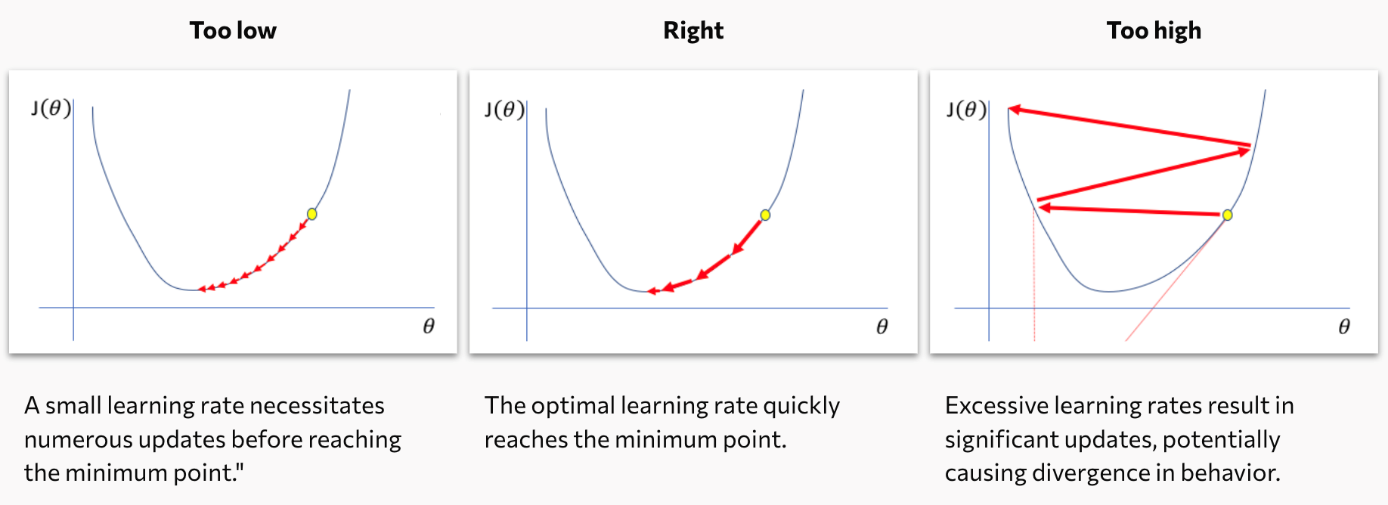 Too low
Right
Too high
J(θ)
θ
J(θ)
θ
J(θ)
θ
A small learning rate necessitates
numerous updates before reaching
the minimum point."
The optimal learning rate quickly
reaches the minimum point.
Excessive learning rates result in
significant updates, potentially
causing divergence in behavior.